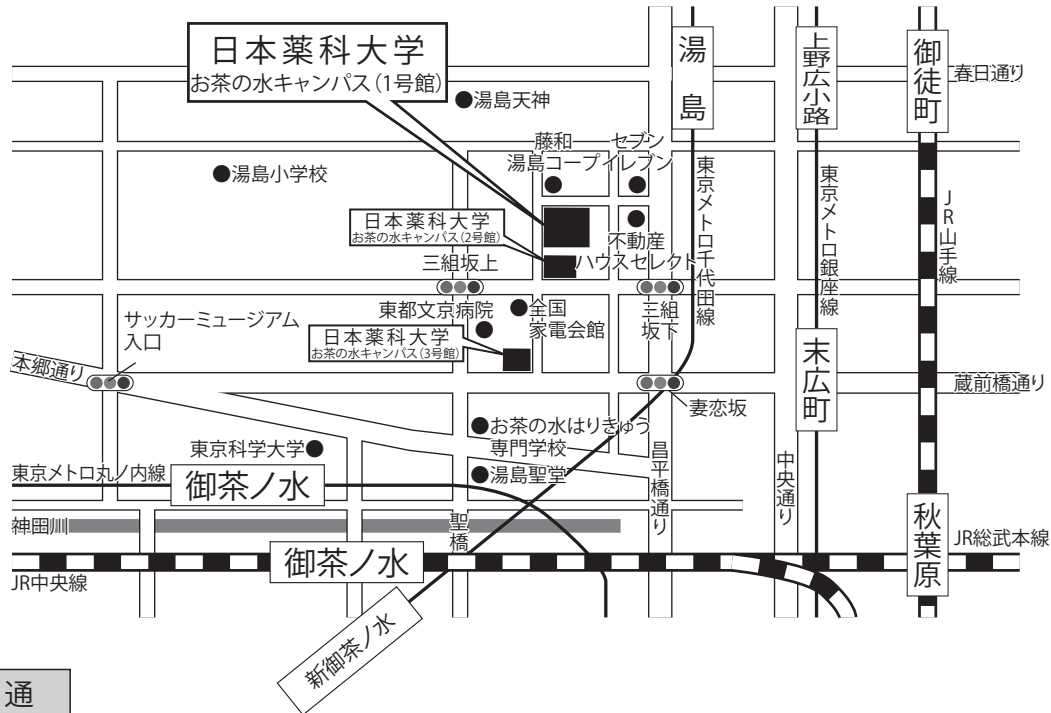 日本薬科大学
お茶の水キャンパス(1号館)
湯島
上野広小路
御徒町
春日通り
湯島天神
藤和
湯島コープ
セブン
イレブン
湯島小学校
東京メトロ千代田線
東京メトロ銀座線
JR山手線
日本薬科大学
お茶の水キャンパス(2号館)
不動産
ハウスセレクト
三組坂上
サッカーミュージアム
入口
東都文京病院
全国
家電会館
三組
坂下
日本薬科大学
お茶の水キャンパス(3号館)
末広町
本郷通り
蔵前橋通り
妻恋坂
お茶の水はりきゅう
専門学校
東京科学大学
湯島聖堂
昌平橋通り
中央通り
東京メトロ丸ノ内線
御茶ノ水
神田川
聖橋
秋葉原
JR総武本線
御茶ノ水
JR中央線
新御茶ノ水
通